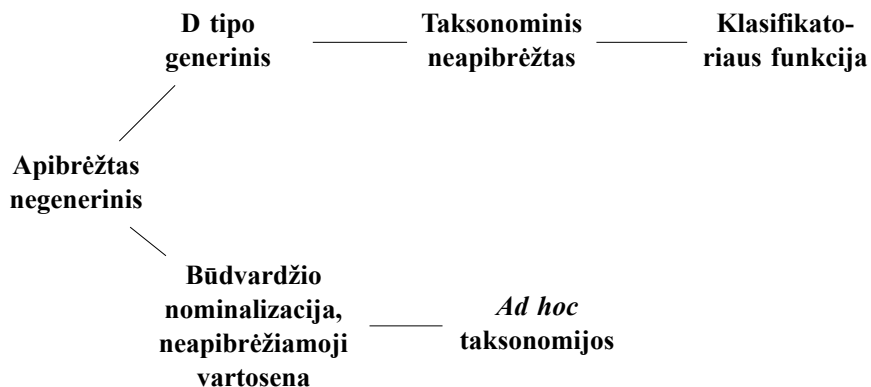 D tipo
generinis
Taksonominis
neapibrėžtas
Klasifikato-
riaus funkcija
Apibrėžtas
negenerinis
Būdvardžio
nominalizacija,
neapibrėžiamoji
vartosena
Ad hoc
taksonomijos